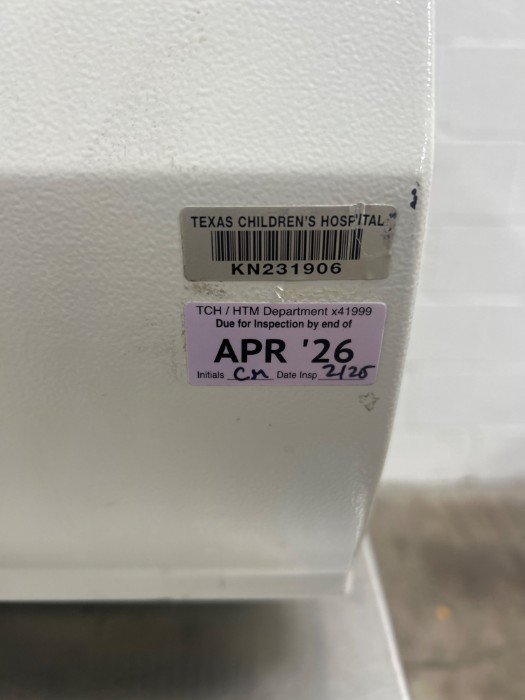 TEXAS CHILDREN'S HOSPITAL
KN231906
TCH / HTM Department x41999
Due for Inspection by end of
APR '26
Initials CM Date Insp 2/25